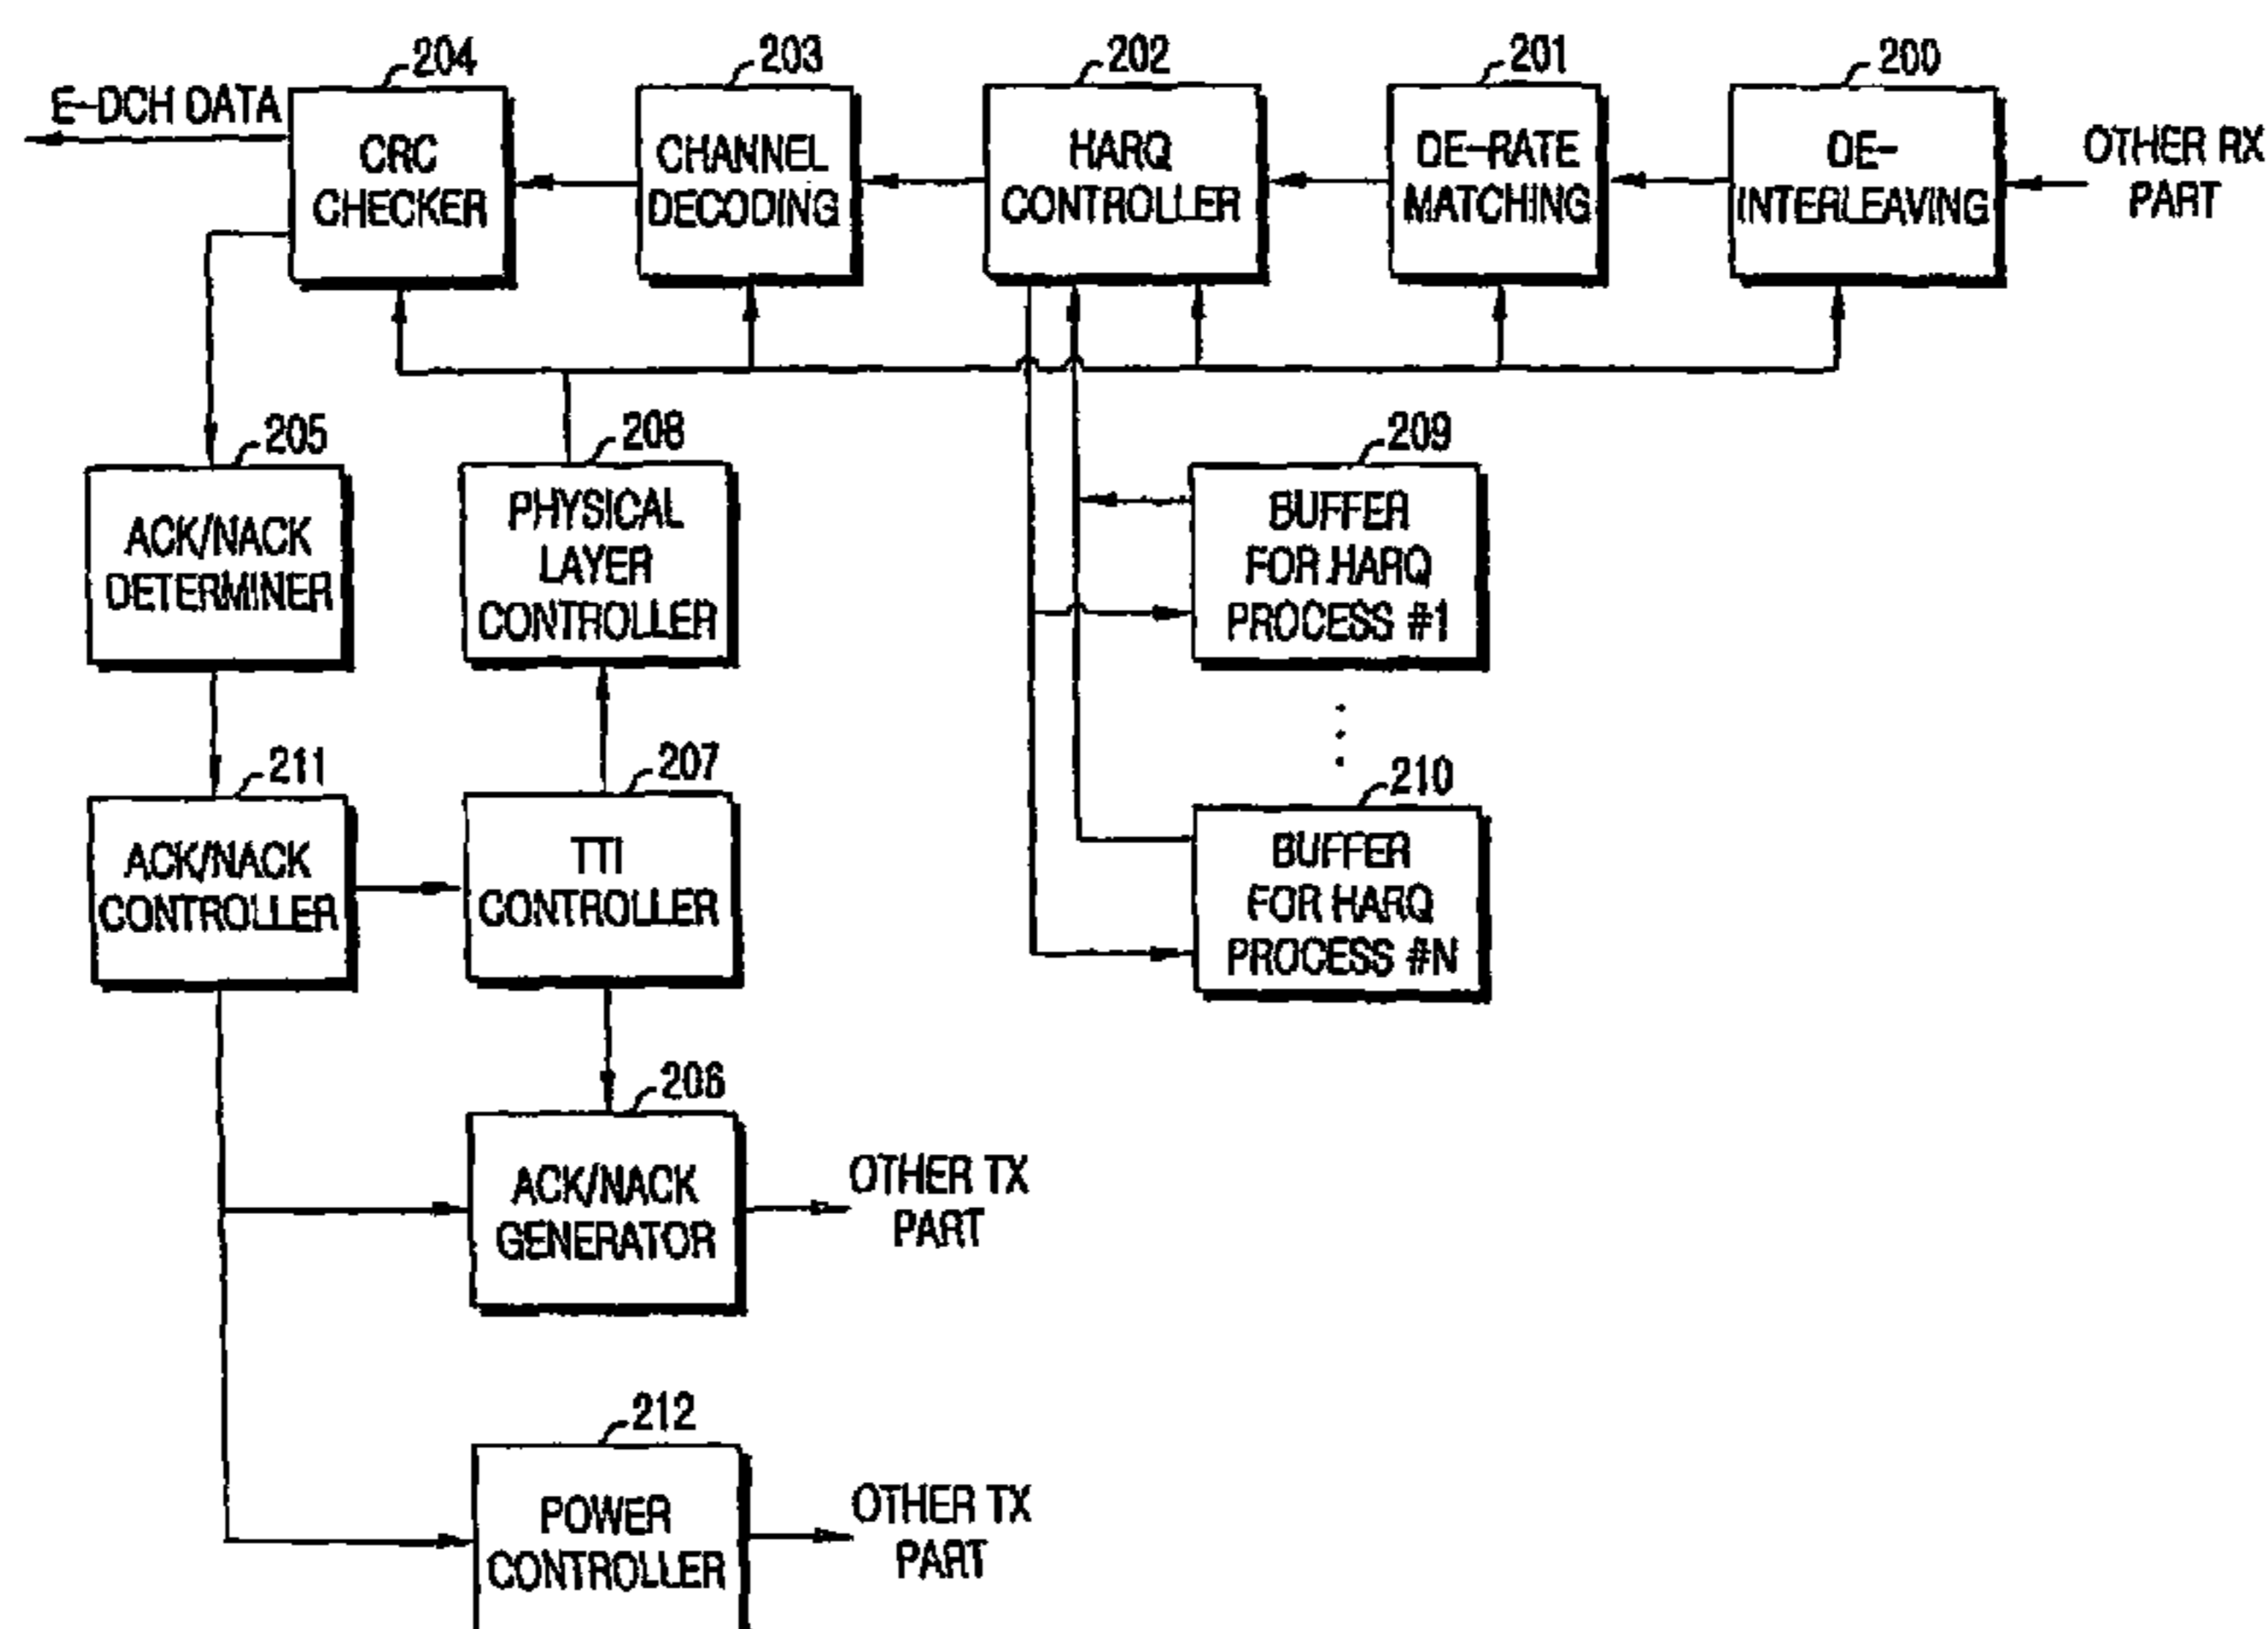 204
203
202
201
200
E-DCH DATA
CRC
CHECKER
CHANNEL
DECODING
HARQ
CONTROLLER
DE-RATE
MATCHING
DE-
INTERLEAVING
OTHER RX
PART
205
208
209
ACK/NACK
DETERMINER
PHYSICAL
LAYER
CONTROLLER
BUFFER
FOR HARQ
PROCESS #1
211
207
210
ACK/NACK
CONTROLLER
TTI
CONTROLLER
BUFFER
FOR HARQ
PROCESS #N
206
ACK/NACK
GENERATOR
OTHER TX
PART
212
POWER
CONTROLLER
OTHER TX
PART